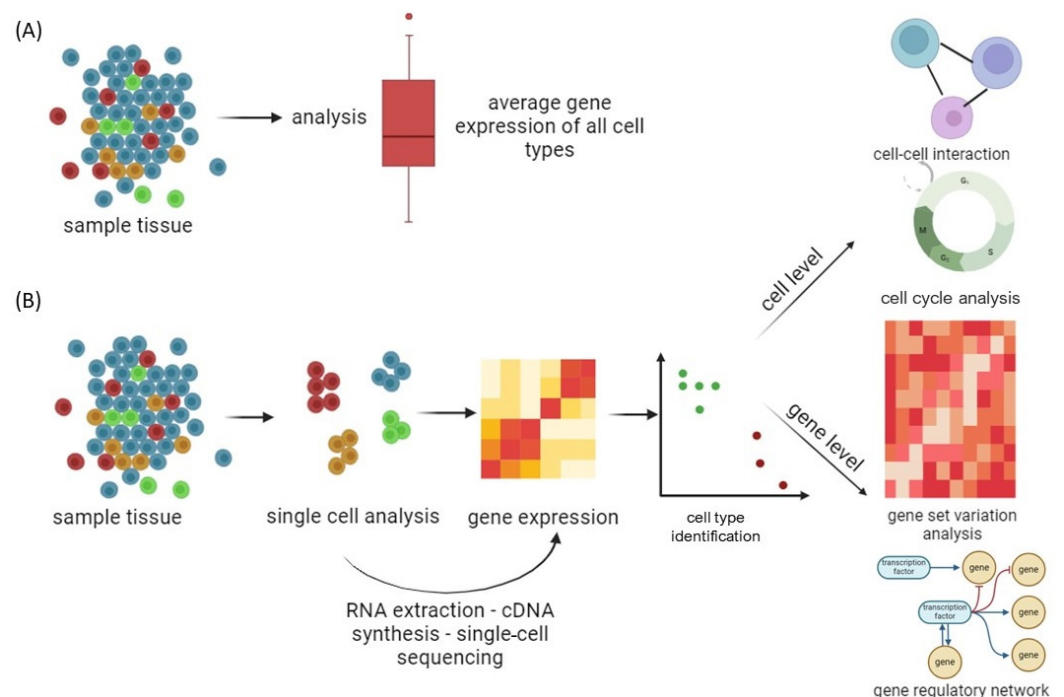 (A)
sample tissue
analysis
average gene
expression of all cell
types
cell-cell interaction
G₁
S
G₂
M
cell cycle analysis
(B)
sample tissue
single cell analysis
gene expression
RNA extraction - cDNA
synthesis - single-cell
sequencing
cell type
identification
cell level
gene level
gene set variation
analysis
transcription
factor
gene
gene
transcription
factor
gene
gene
gene
gene regulatory network